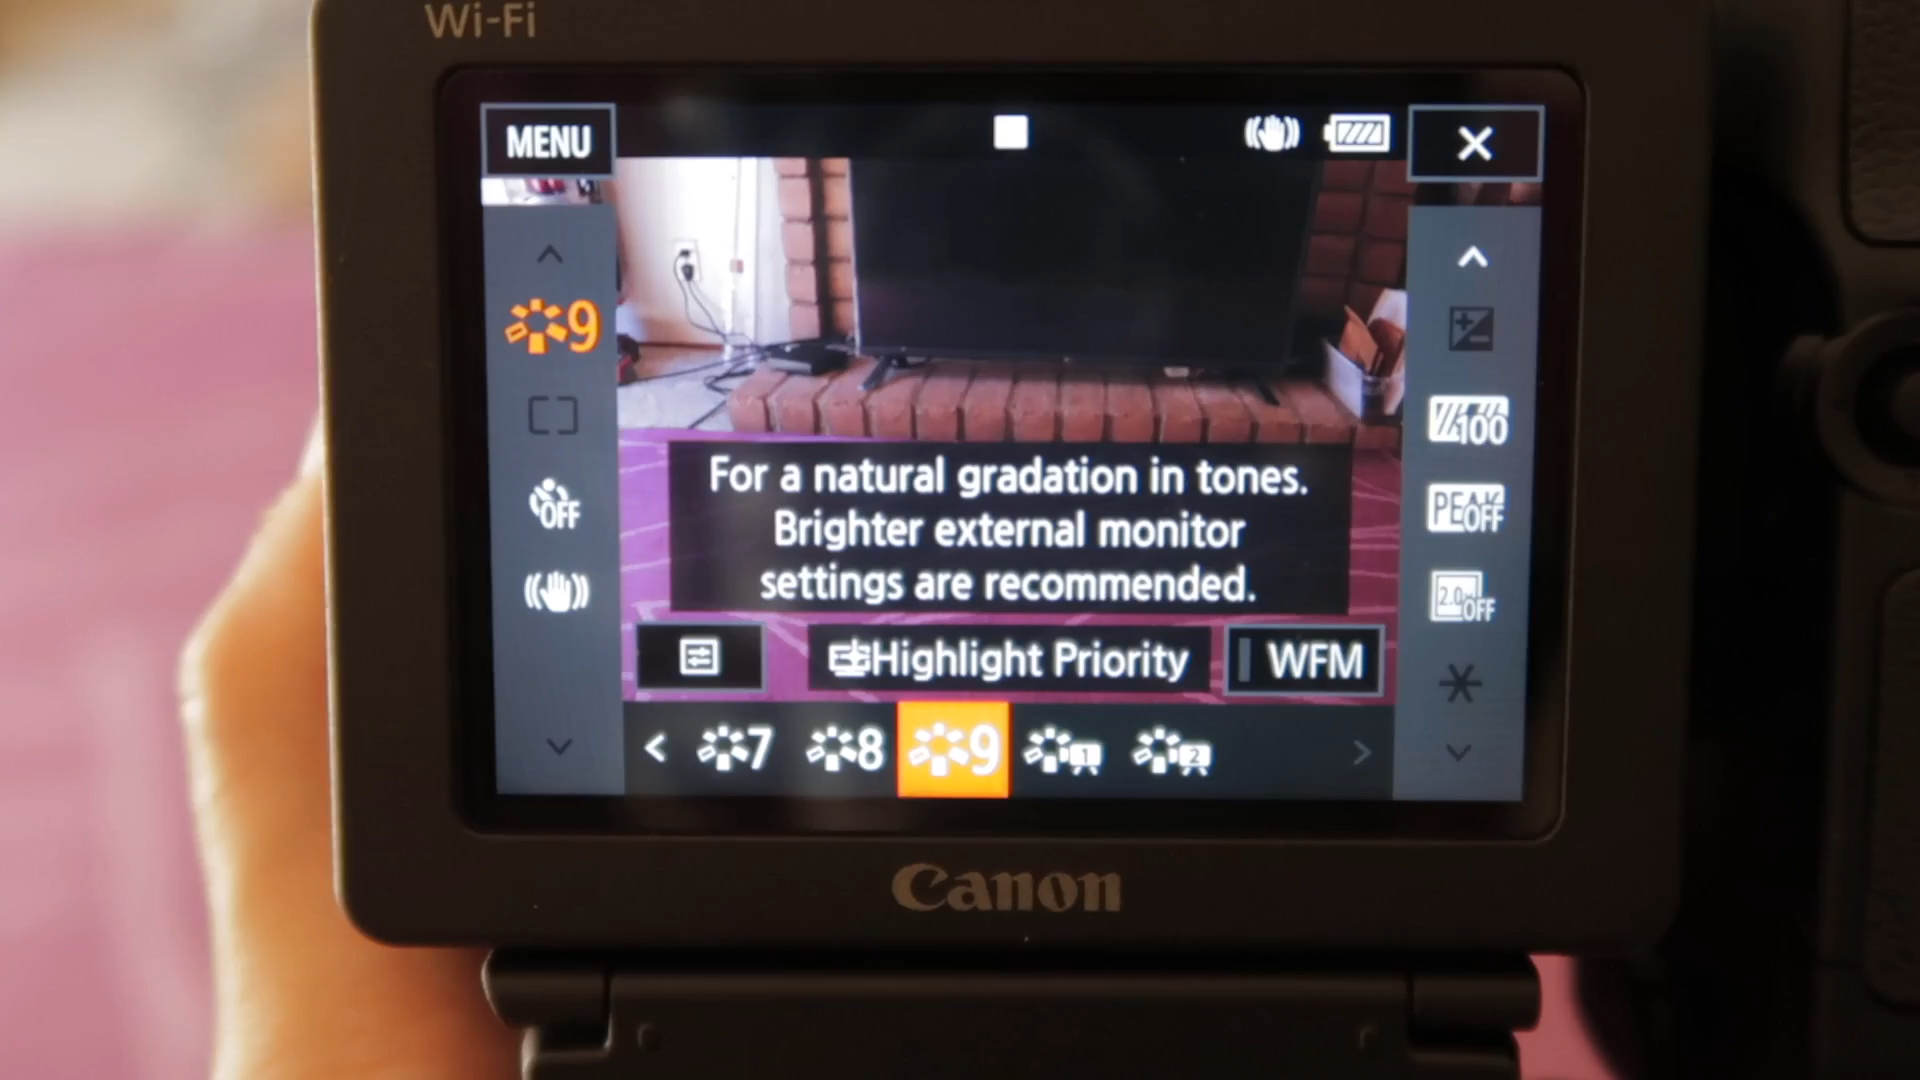 Wi-Fi
MENU
9
OFF
100
PEAK OFF
2.0 OFF
For a natural gradation in tones.
Brighter external monitor
settings are recommended.
Highlight Priority
WFM
7
8
9
1
2
Canon